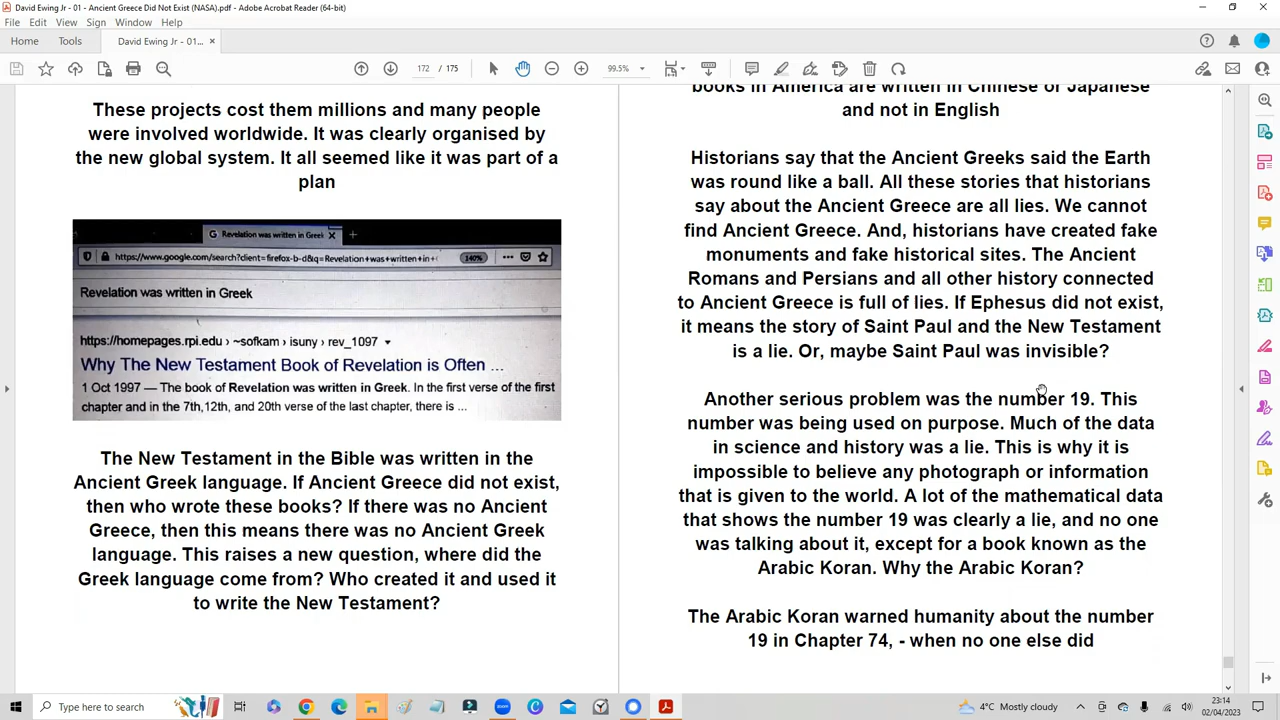 David Ewing Jr - 01 - Ancient Greece Did Not Exist (NASA).pdf - Adobe Acrobat Reader (64-bit)
File Edit View Sign Window Help
Home Tools David Ewing Jr - 01... ×
172 / 175 99.5%
These projects cost them millions and many people
were involved worldwide. It was clearly organised by
the new global system. It all seemed like it was part of a
plan
Revelation was written in Greek
https://www.google.com/search?client=firefox-b-d&q=Revelation+was+written+in+ 140%
Revelation was written in Greek
https://homepages.rpi.edu › ~sofkam › isuny › rev_1097
Why The New Testament Book of Revelation is Often ...
1 Oct 1997 — The book of Revelation was written in Greek. In the first verse of the first
chapter and in the 7th,12th, and 20th verse of the last chapter, there is ...
The New Testament in the Bible was written in the
Ancient Greek language. If Ancient Greece did not exist,
then who wrote these books? If there was no Ancient
Greece, then this means there was no Ancient Greek
language. This raises a new question, where did the
Greek language come from? Who created it and used it
to write the New Testament?
books in America are written in Chinese or Japanese
and not in English
Historians say that the Ancient Greeks said the Earth
was round like a ball. All these stories that historians
say about the Ancient Greece are all lies. We cannot
find Ancient Greece. And, historians have created fake
monuments and fake historical sites. The Ancient
Romans and Persians and all other history connected
to Ancient Greece is full of lies. If Ephesus did not exist,
it means the story of Saint Paul and the New Testament
is a lie. Or, maybe Saint Paul was invisible?
Another serious problem was the number 19. This
number was being used on purpose. Much of the data
in science and history was a lie. This is why it is
impossible to believe any photograph or information
that is given to the world. A lot of the mathematical data
that shows the number 19 was clearly a lie, and no one
was talking about it, except for a book known as the
Arabic Koran. Why the Arabic Koran?
The Arabic Koran warned humanity about the number
19 in Chapter 74, - when no one else did
Type here to search
4°C Mostly cloudy
23:14
02/04/2023